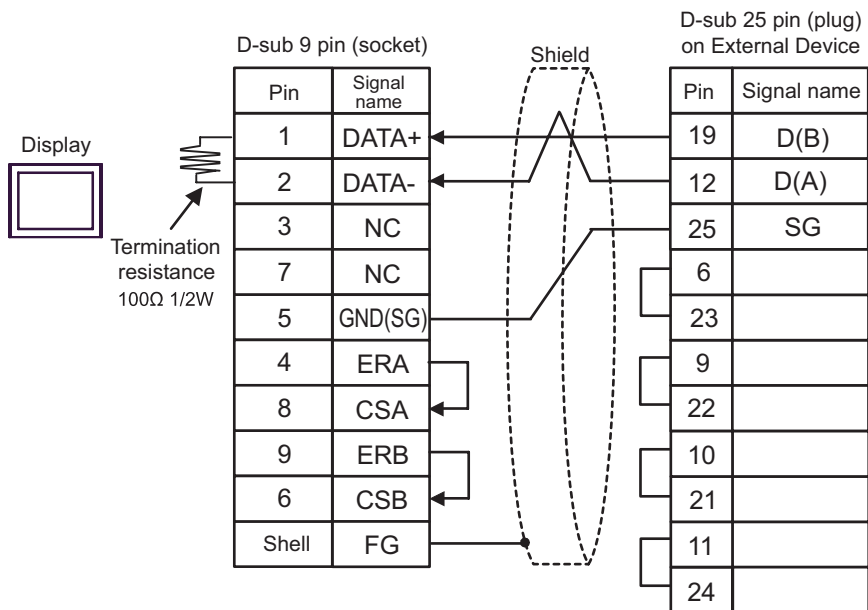 D-sub 9 pin (socket)
Shield
D-sub 25 pin (plug)
on External Device
Pin Signal name
Pin Signal name
Display
1 DATA+ 19 D(B)
2 DATA- 12 D(A)
3 NC 25 SG
Termination
resistance
100Ω 1/2W
7 NC 6
5 GND(SG) 23
4 ERA 9
8 CSA 22
9 ERB 10
6 CSB 21
Shell FG 11
24